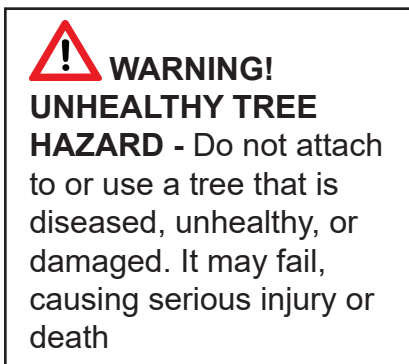 WARNING!
UNHEALTHY TREE
HAZARD - Do not attach
to or use a tree that is
diseased, unhealthy, or
damaged. It may fail,
causing serious injury or
death